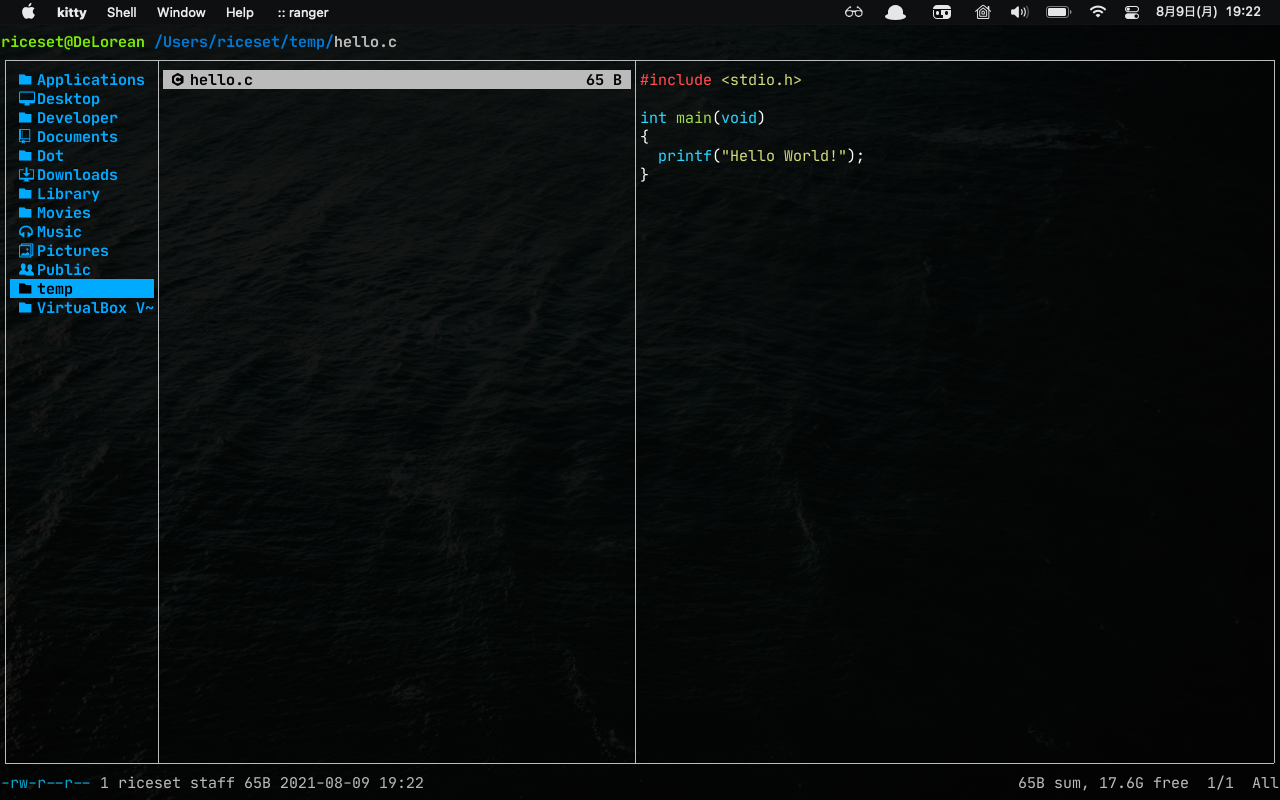 kitty Shell Window Help :: ranger 8月9日(月) 19:22
riceset@DeLorean /Users/riceset/temp/hello.c
Applications
Desktop
Developer
Documents
Dot
Downloads
Library
Movies
Music
Pictures
Public
temp
VirtualBox V~
hello.c 65 B
#include <stdio.h>
int main(void)
{
printf("Hello World!");
}
-rw-r--r-- 1 riceset staff 65B 2021-08-09 19:22 65B sum, 17.6G free 1/1 All